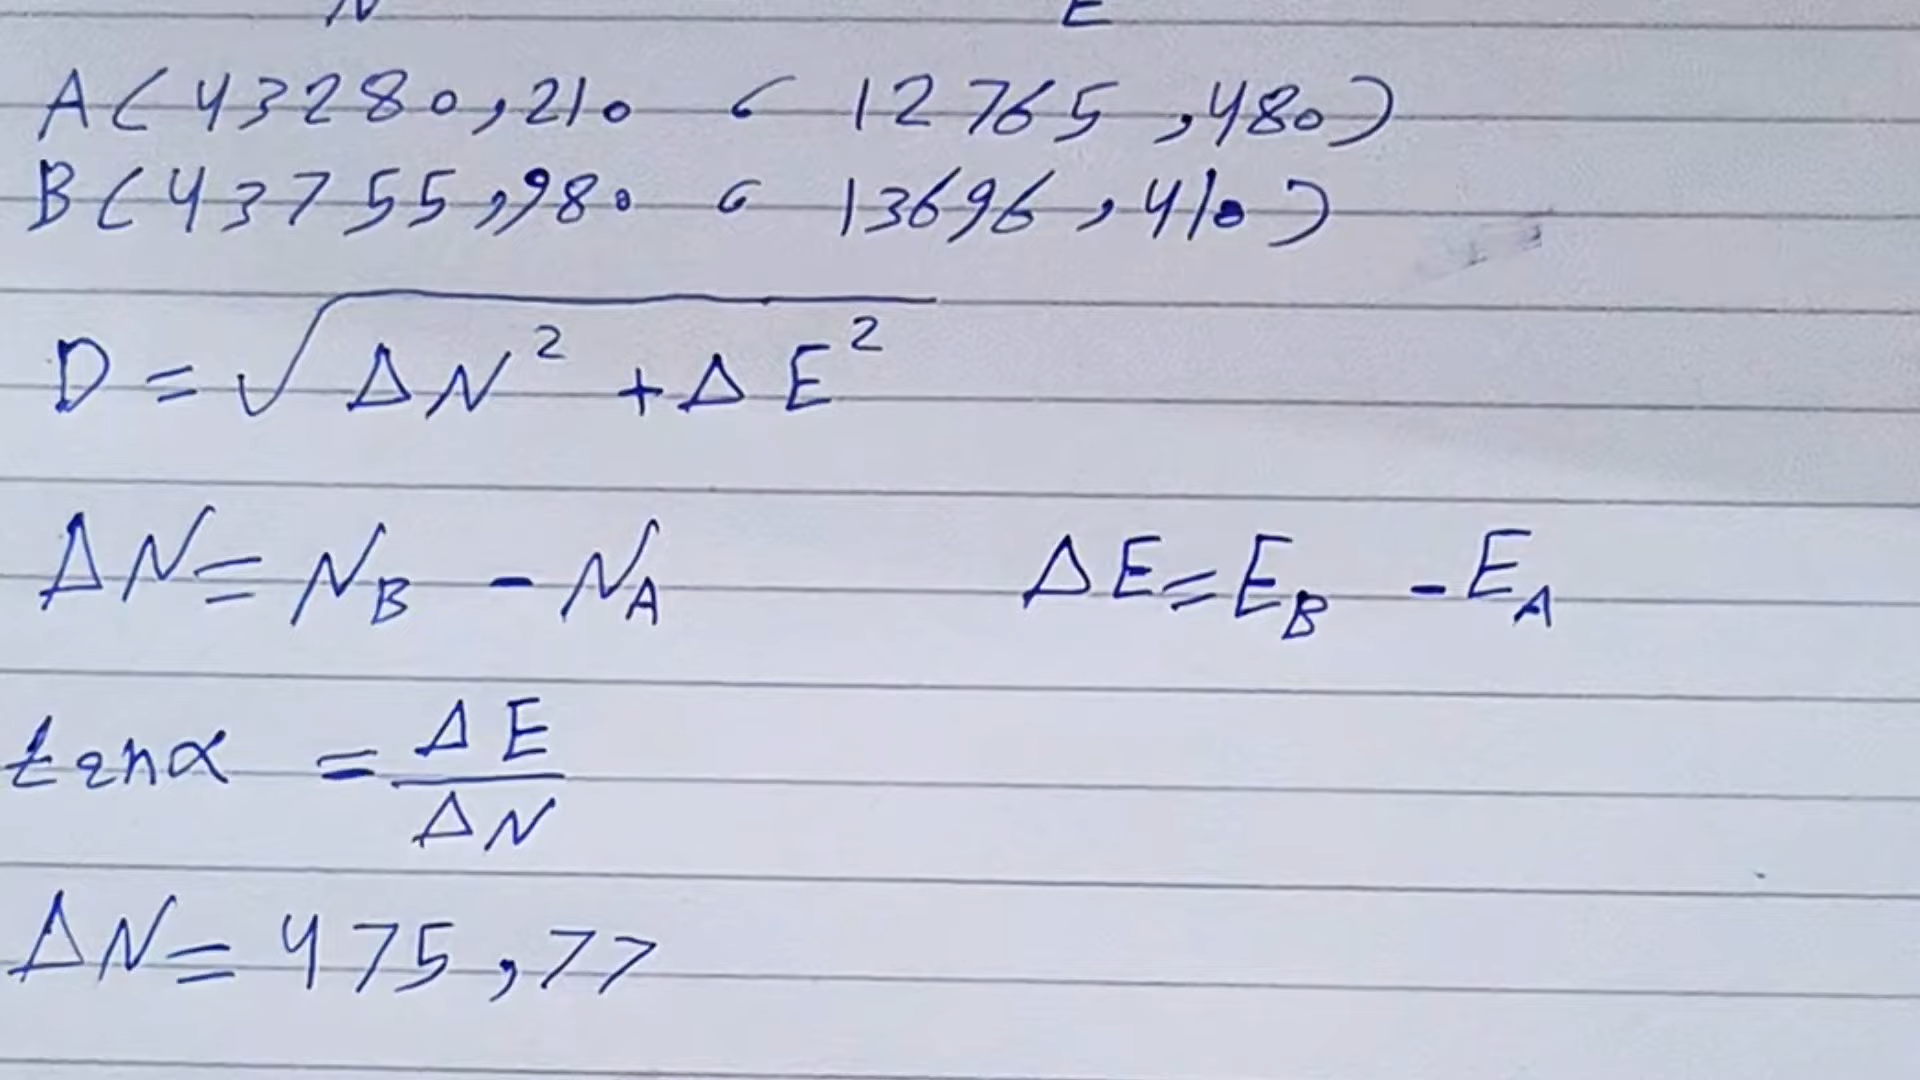 N E
A(43280,210 ، 12765,480)
B(43755,980 ، 13696,410)
D = √ΔN² + ΔE²
ΔN = N_B - N_A ΔE = E_B - E_A
tanα = ΔE / ΔN
ΔN = 475,77